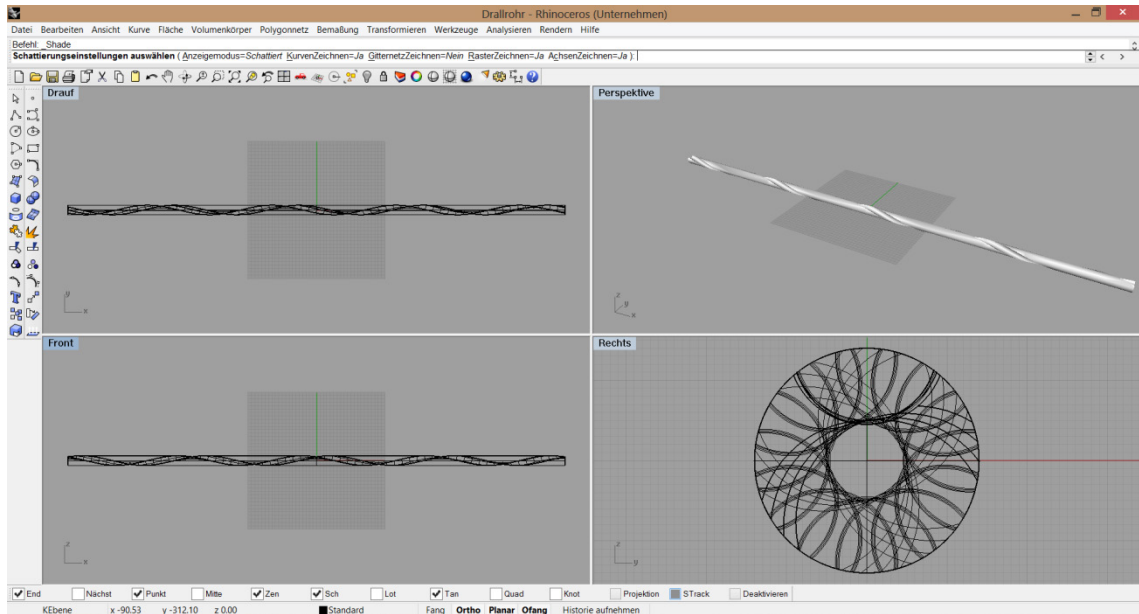 Drallrohr - Rhinoceros (Unternehmen)
Datei Bearbeiten Ansicht Kurve Fläche Volumenkörper Polygonnetz Bemaßung Transformieren Werkzeuge Analysieren Rendern Hilfe
Befehl: _Shade
Schattierungseinstellungen auswählen ( Anzeigemodus=Schattiert KurvenZeichnen=Ja GitternetzZeichnen=Nein RasterZeichnen=Ja AchsenZeichnen=Ja ):
Drauf
Perspektive
y
x
z
y
x
Front
Rechts
z
x
z
y
End Nächst Punkt Mitte Zen Sch Lot Tan Quad Knot Projektion STrack Deaktivieren
KEbene x -90.53 y -312.10 z 0.00 Standard Fang Ortho Planar Ofang Historie aufnehmen